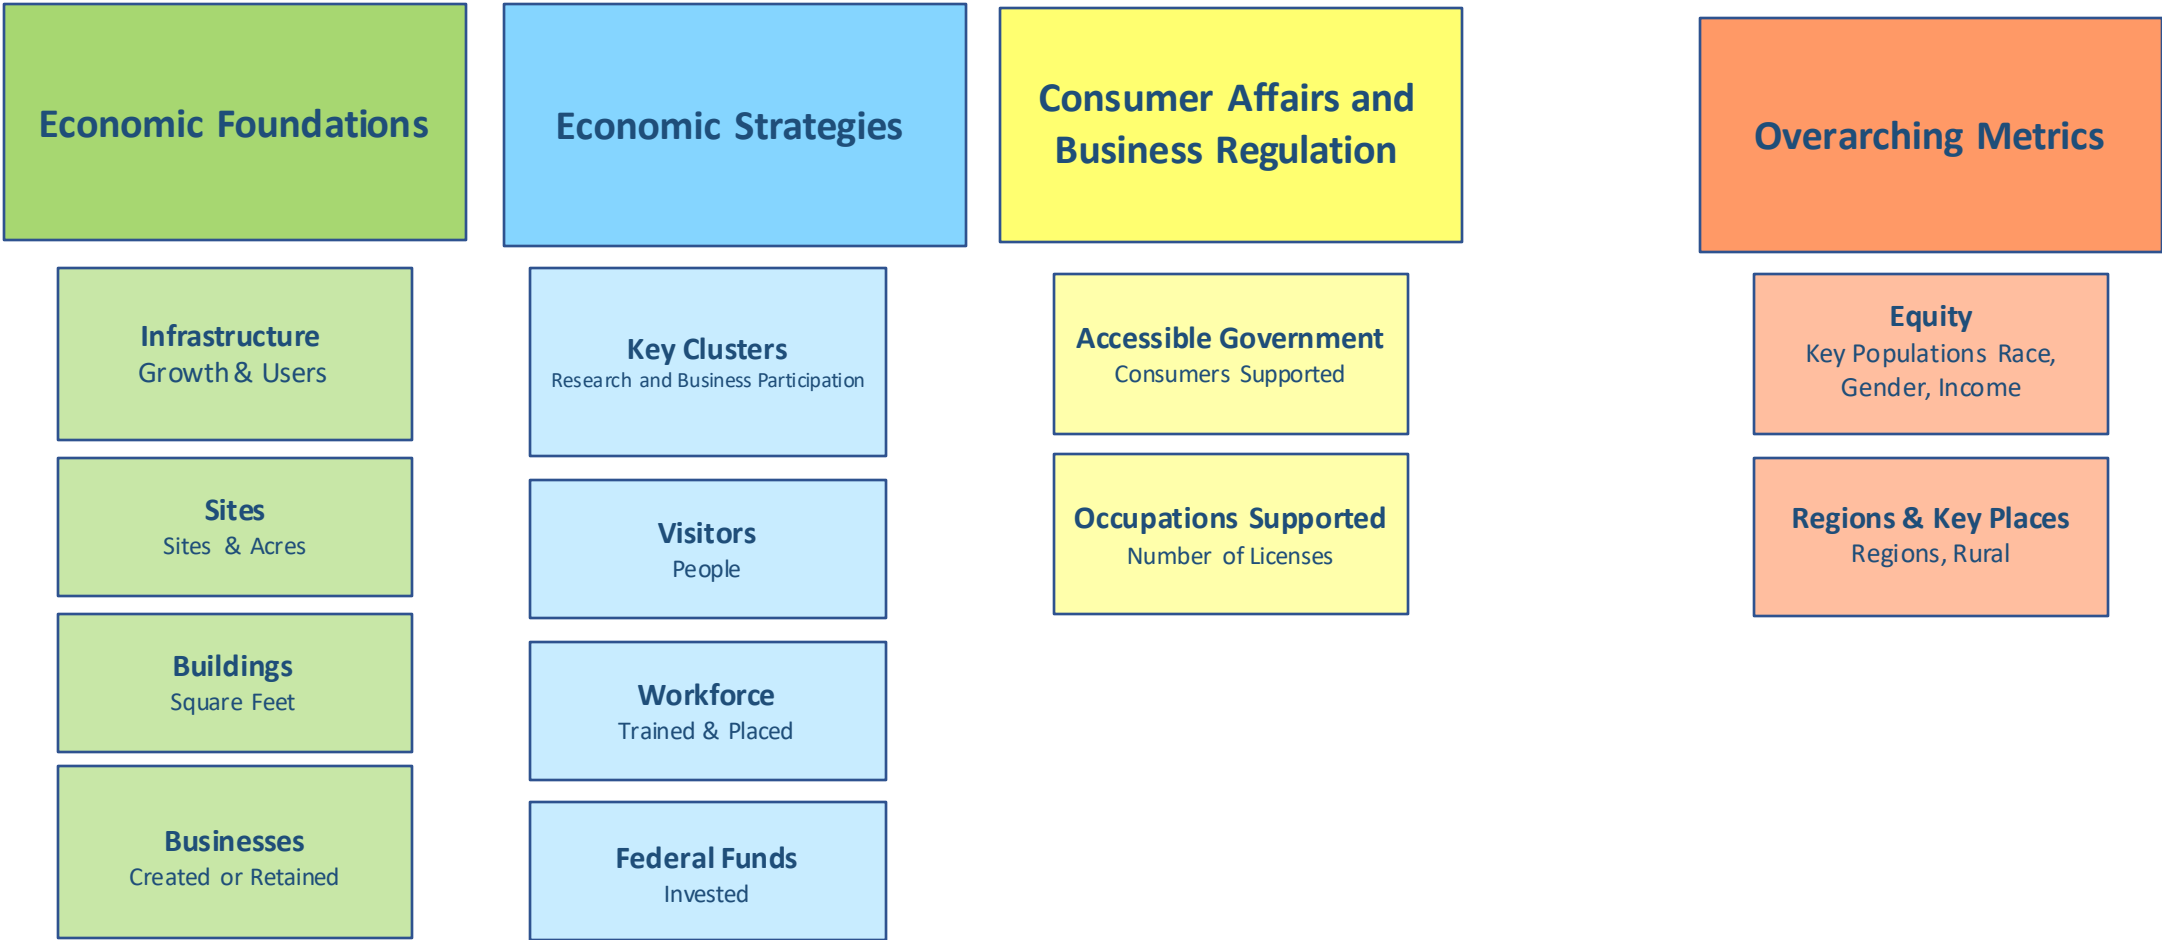 Economic Foundations
Infrastructure
Growth & Users
Sites
Sites & Acres
Buildings
Square Feet
Businesses
Created or Retained
Economic Strategies
Key Clusters
Research and Business Participation
Visitors
People
Workforce
Trained & Placed
Federal Funds
Invested
Consumer Affairs and
Business Regulation
Accessible Government
Consumers Supported
Occupations Supported
Number of Licenses
Overarching Metrics
Equity
Key Populations Race,
Gender, Income
Regions & Key Places
Regions, Rural